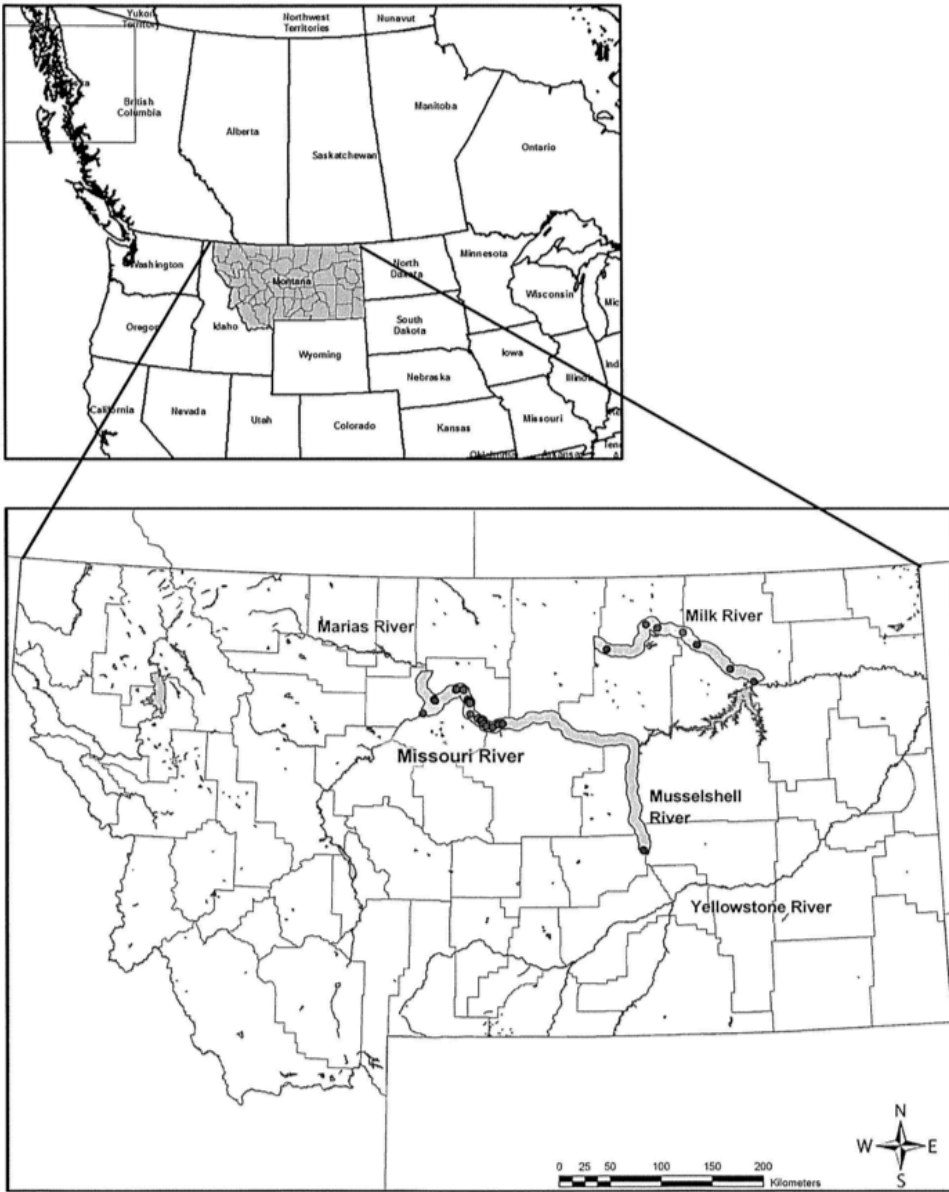 Yukon
Territory
Northwest
Territories
Nunavut
British
Columbia
Alberta
Saskatchewan
Manitoba
Ontario
Washington
Montana
North
Dakota
Minnesota
Wisconsin
Mic
Oregon
Idaho
Wyoming
South
Dakota
Iowa
Illinois
Ind
Nebraska
California
Nevada
Utah
Colorado
Kansas
Missouri
Marias River
Milk River
Missouri River
Musselshell
River
Yellowstone River
N
W E
S
0 25 50 100 150 200
Kilometers